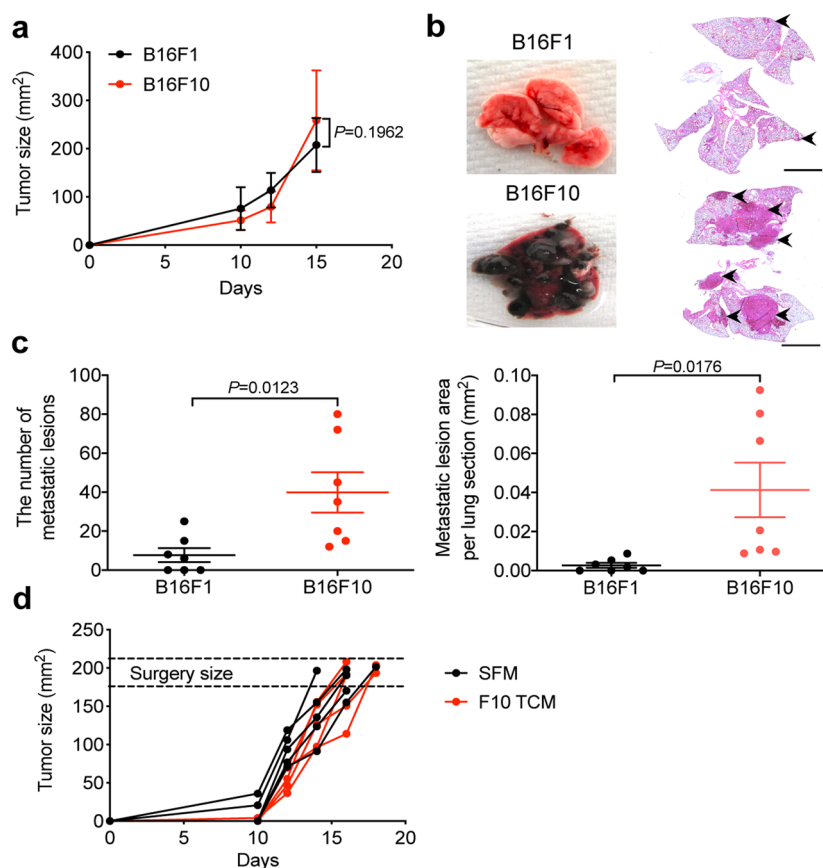 a
Tumor size (mm²)
400
300
200
100
0
0
5
10
15
20
Days
B16F1
B16F10
P=0.1962
b
B16F1
B16F10
c
The number of
metastatic lesions
100
80
60
40
20
0
P=0.0123
B16F1
B16F10
Metastatic lesion area
per lung section (mm²)
0.10
0.08
0.06
0.04
0.02
0.00
P=0.0176
B16F1
B16F10
d
Tumor size (mm²)
250
200
150
100
50
0
Surgery size
0
5
10
15
20
Days
SFM
F10 TCM